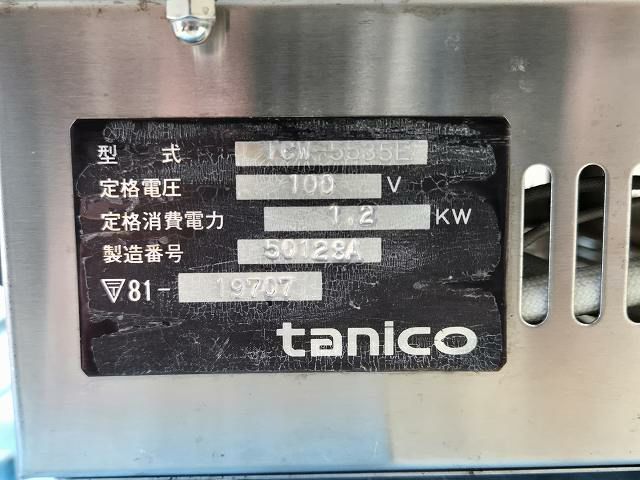 型式 TCW-5535E
定格電圧 100 V
定格消費電力 1.2 KW
製造番号 50128A
81-19707
tanico